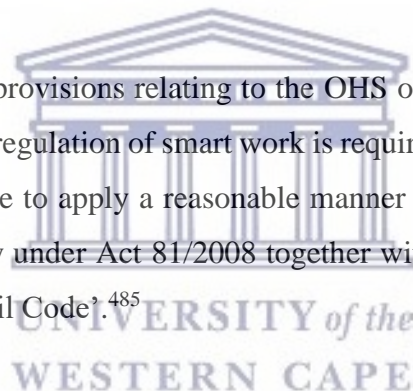 provisions relating to the OHS o
regulation of smart work is requir
e to apply a reasonable manner
y under Act 81/2008 together wi
il Code’.485
UNIVERSITY of the
WESTERN CAPE